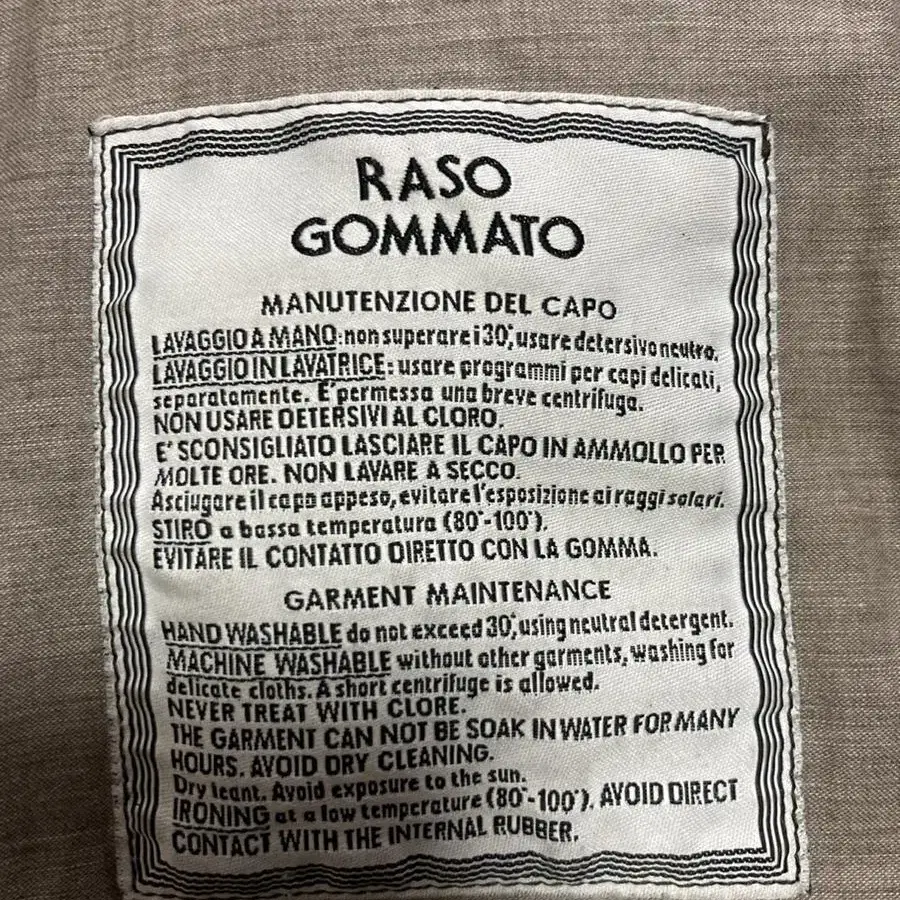 RASO
GOMMATO
MANUTENZIONE DEL CAPO
LAVAGGIO A MANO: non superare i 30°, usare detersivo neutro.
LAVAGGIO IN LAVATRICE: usare programmi per capi delicati,
separatamente. E' permessa una breve centrifuga.
NON USARE DETERSIVI AL CLORO.
E' SCONSIGLIATO LASCIARE IL CAPO IN AMMOLLO PER
MOLTE ORE. NON LAVARE A SECCO.
Asciugare il capo appeso, evitare l'esposizione ai raggi solari.
STIRO a bassa temperatura (80°-100°).
EVITARE IL CONTATTO DIRETTO CON LA GOMMA.
GARMENT MAINTENANCE
HAND WASHABLE do not exceed 30°, using neutral detergent.
MACHINE WASHABLE without other garments, washing for
delicate cloths. A short centrifuge is allowed.
NEVER TREAT WITH CLORE.
THE GARMENT CAN NOT BE SOAK IN WATER FOR MANY
HOURS. AVOID DRY CLEANING.
Dry leant. Avoid exposure to the sun.
IRONING at a low temperature (80°-100°). AVOID DIRECT
CONTACT WITH THE INTERNAL RUBBER.